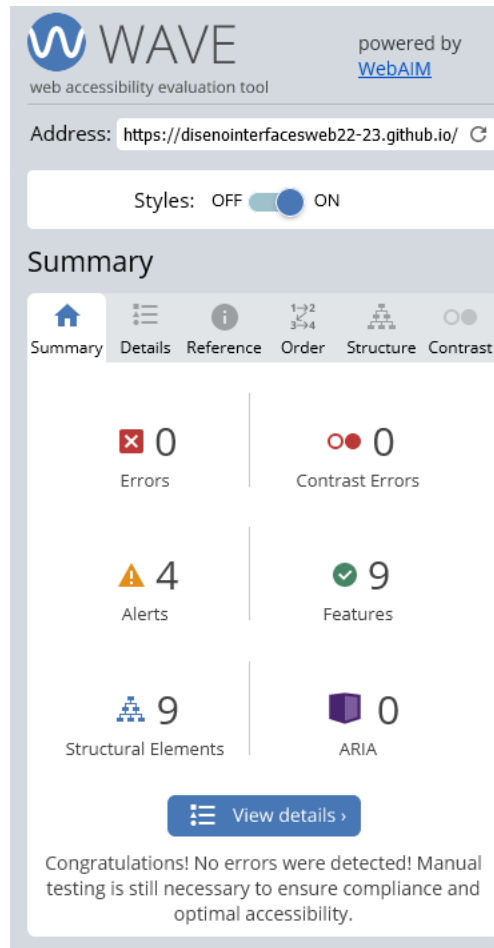 WAVE
powered by
WebAIM
web accessibility evaluation tool
Address: https://disenointerfacesweb22-23.github.io/
Styles: OFF ON
Summary
1→2
3→4
Summary Details Reference Order Structure Contrast
0 0
Errors Contrast Errors
4 9
Alerts Features
9 0
Structural Elements ARIA
View details ›
Congratulations! No errors were detected! Manual
testing is still necessary to ensure compliance and
optimal accessibility.